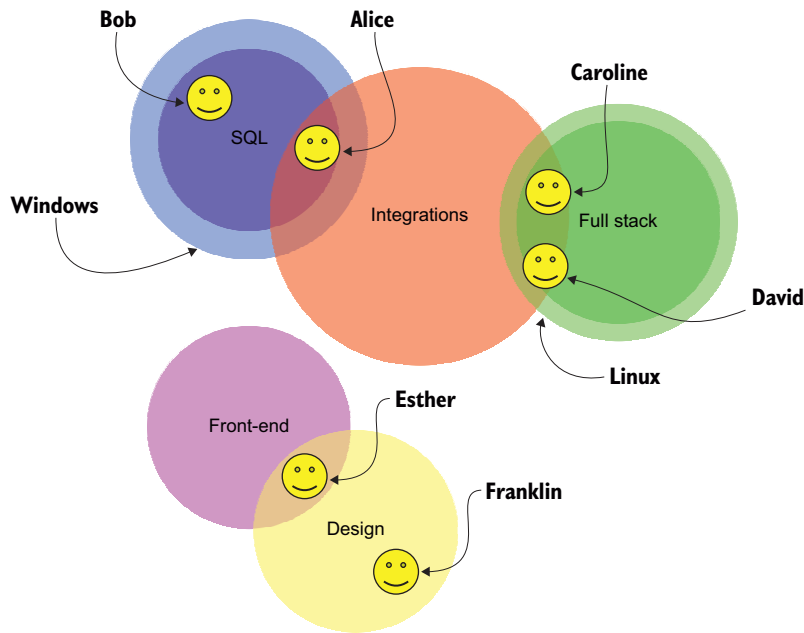 Bob
Alice
SQL
Caroline
Windows
Integrations
Full stack
David
Linux
Esther
Front-end
Franklin
Design